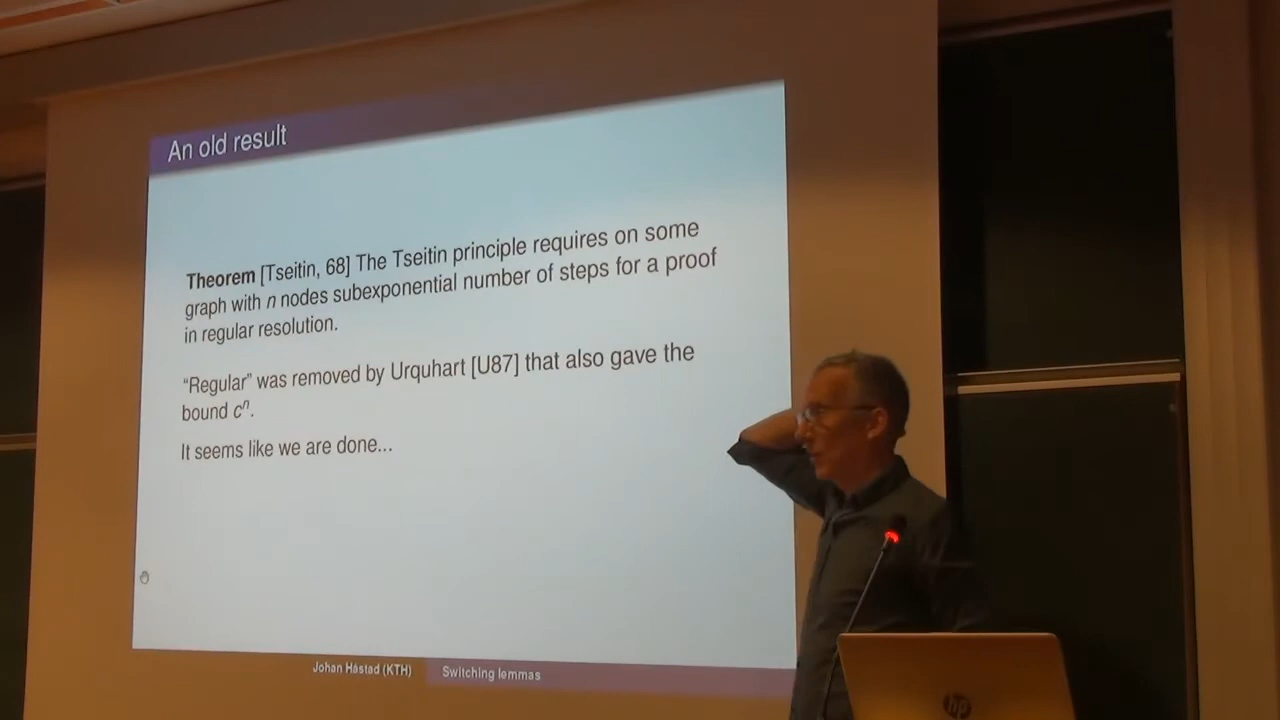 An old result
Theorem [Tseitin, 68] The Tseitin principle requires on some
graph with n nodes subexponential number of steps for a proof
in regular resolution.
“Regular” was removed by Urquhart [U87] that also gave the
bound cⁿ.
It seems like we are done...
Johan Håstad (KTH)
Switching lemmas
hp